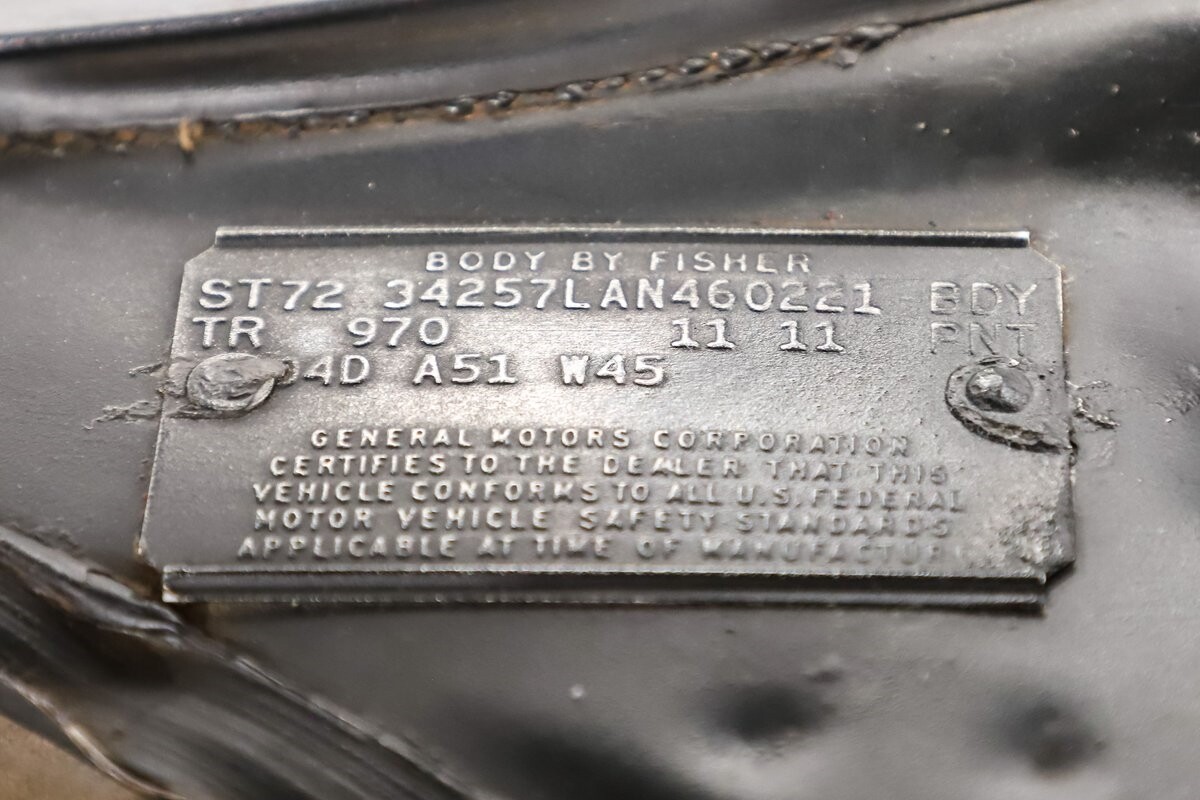 BODY BY FISHER
ST72 34257LAN460221 BDY
TR 970 11 11 PNT
04D A51 W45
GENERAL MOTORS CORPORATION
CERTIFIES TO THE DEALER THAT THIS
VEHICLE CONFORMS TO ALL U.S. FEDERAL
MOTOR VEHICLE SAFETY STANDARDS
APPLICABLE AT TIME OF